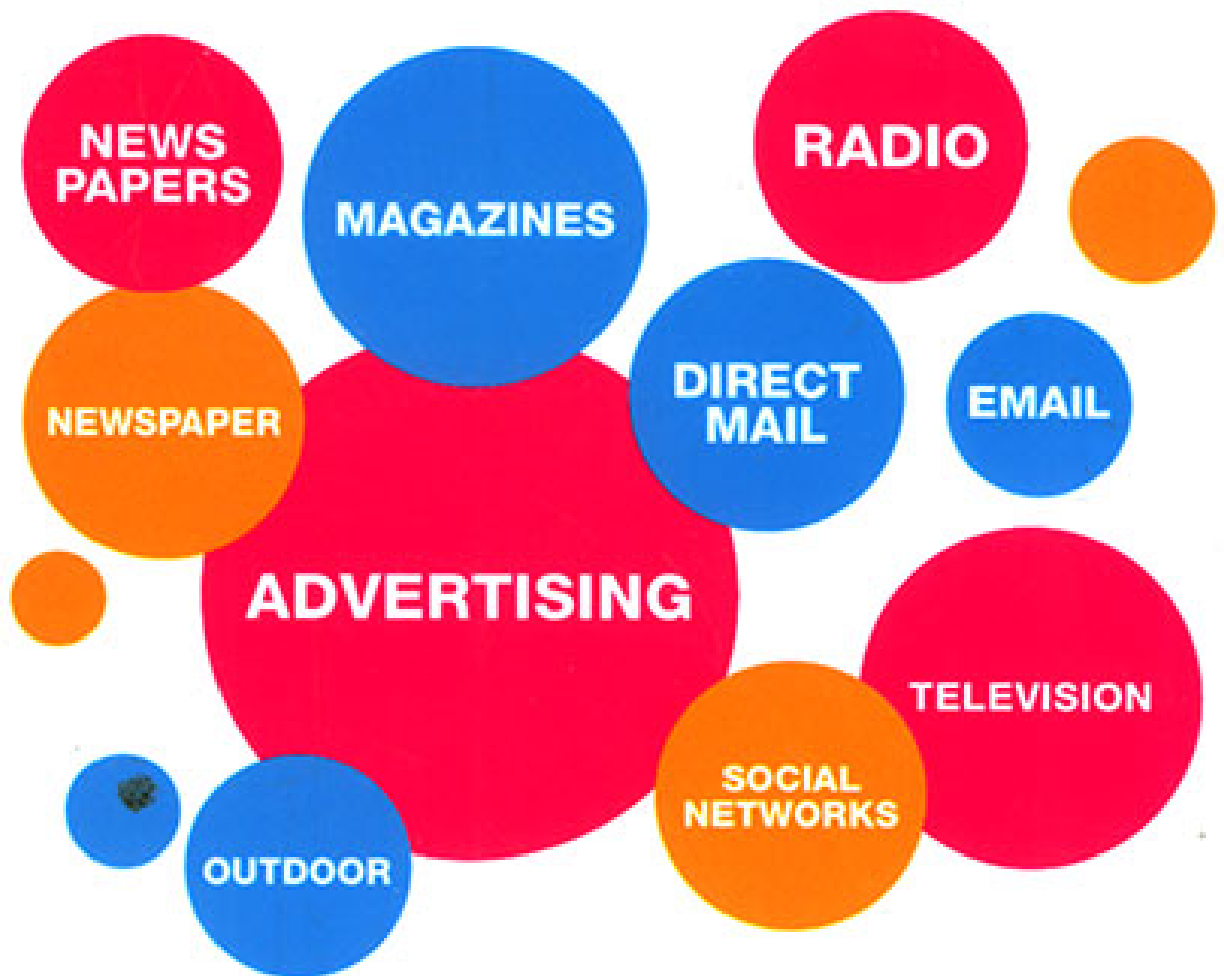 NEWS
PAPERS
MAGAZINES
RADIO
DIRECT
MAIL
EMAIL
NEWSPAPER
ADVERTISING
TELEVISION
SOCIAL
NETWORKS
OUTDOOR